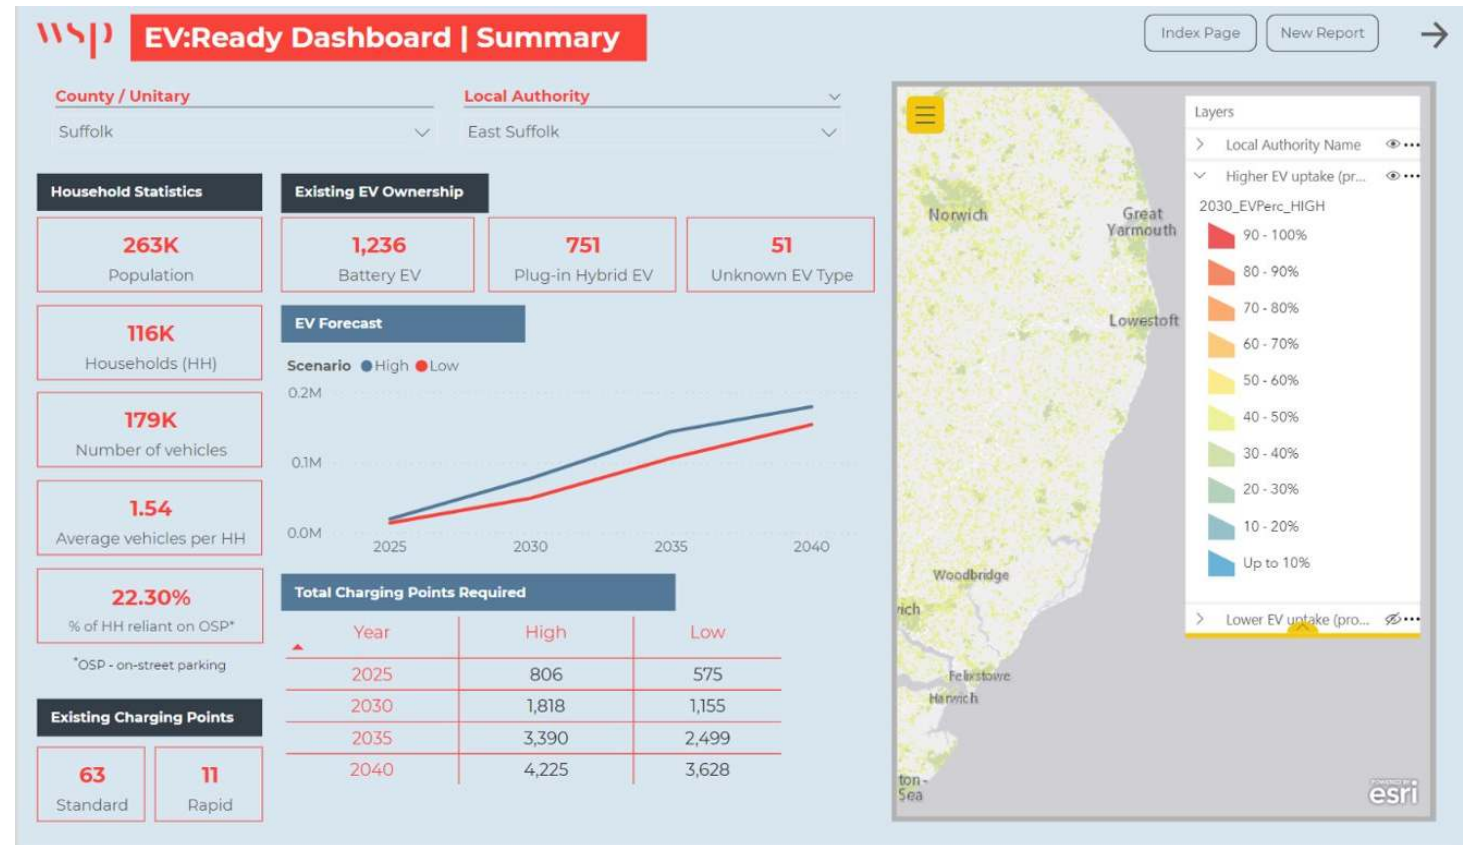 wsp
EV:Ready Dashboard | Summary
Index Page
New Report
County / Unitary
Local Authority
Suffolk
East Suffolk
Household Statistics
263K
Population
116K
Households (HH)
179K
Number of vehicles
1.54
Average vehicles per HH
22.30%
% of HH reliant on OSP*
*OSP - on-street parking
Existing Charging Points
63
Standard
11
Rapid
Existing EV Ownership
1,236
Battery EV
751
Plug-in Hybrid EV
51
Unknown EV Type
EV Forecast
Scenario High Low
0.2M
0.1M
0.0M
2025 2030 2035 2040
Total Charging Points Required
Year High Low
2025 806 575
2030 1,818 1,155
2035 3,390 2,499
2040 4,225 3,628
Norwich
Great
Yarmouth
Lowestoft
Woodbridge
ich
Felixstowe
Harwich
ton-
Sea
Layers
Local Authority Name
Higher EV uptake (pr...
2030_EVPerc_HIGH
90 - 100%
80 - 90%
70 - 80%
60 - 70%
50 - 60%
40 - 50%
30 - 40%
20 - 30%
10 - 20%
Up to 10%
Lower EV uptake (pro...
POWERED BY
esri